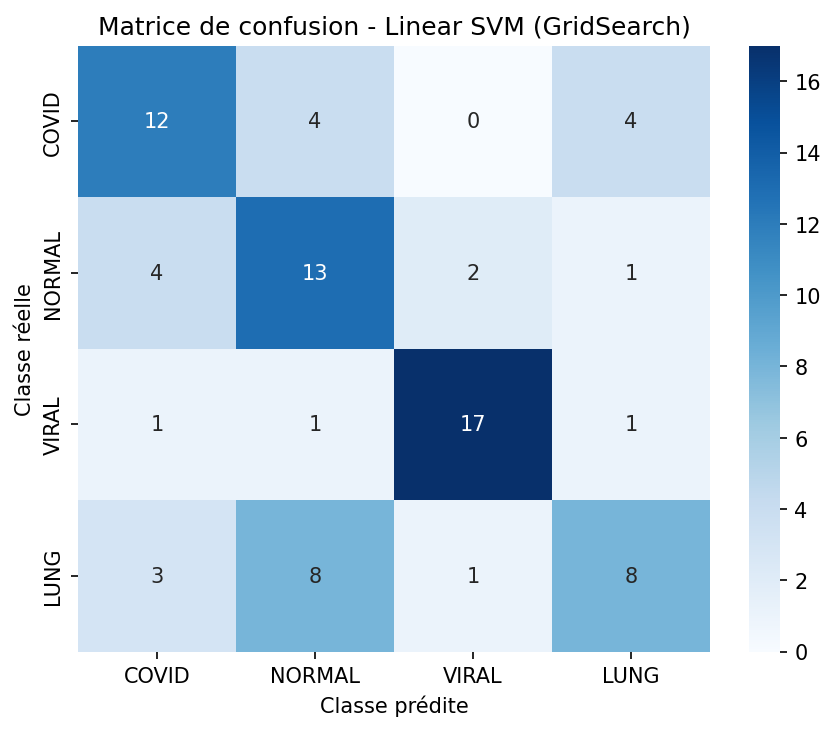 Matrice de confusion - Linear SVM (GridSearch)
Classe réelle
COVID
12 4 0 4
NORMAL
4 13 2 1
VIRAL
1 1 17 1
LUNG
3 8 1 8
COVID NORMAL VIRAL LUNG
Classe prédite
16
14
12
10
8
6
4
2
0